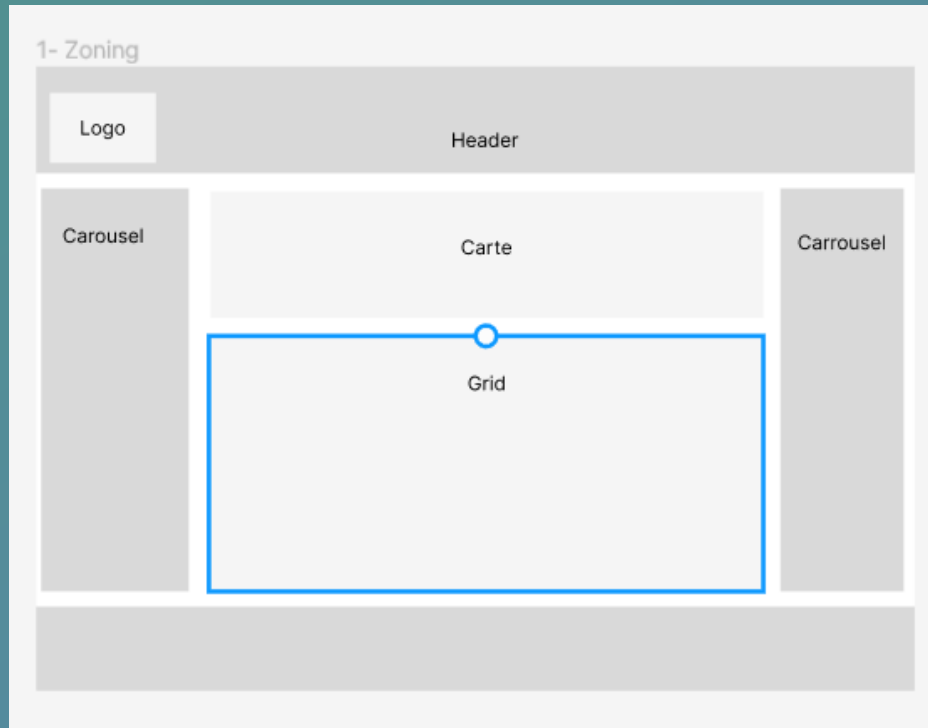 1- Zoning
Logo
Header
Carousel
Carte
Carrousel
Grid